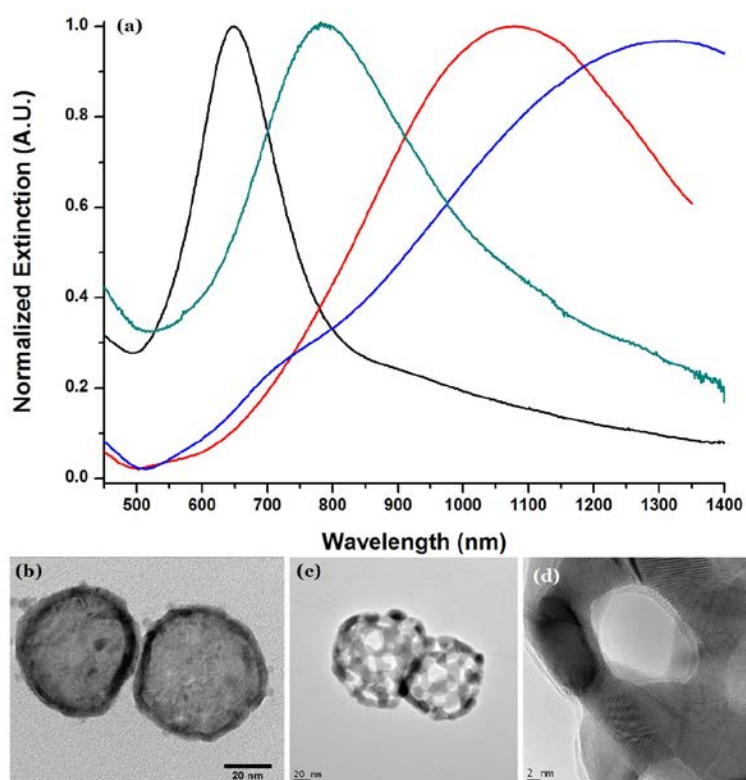 (a)
Normalized Extinction (A.U.)
1.0
0.8
0.6
0.4
0.2
0.0
500 600 700 800 900 1000 1100 1200 1300 1400
Wavelength (nm)
(b)
20 nm
(c)
20 nm
(d)
2 nm